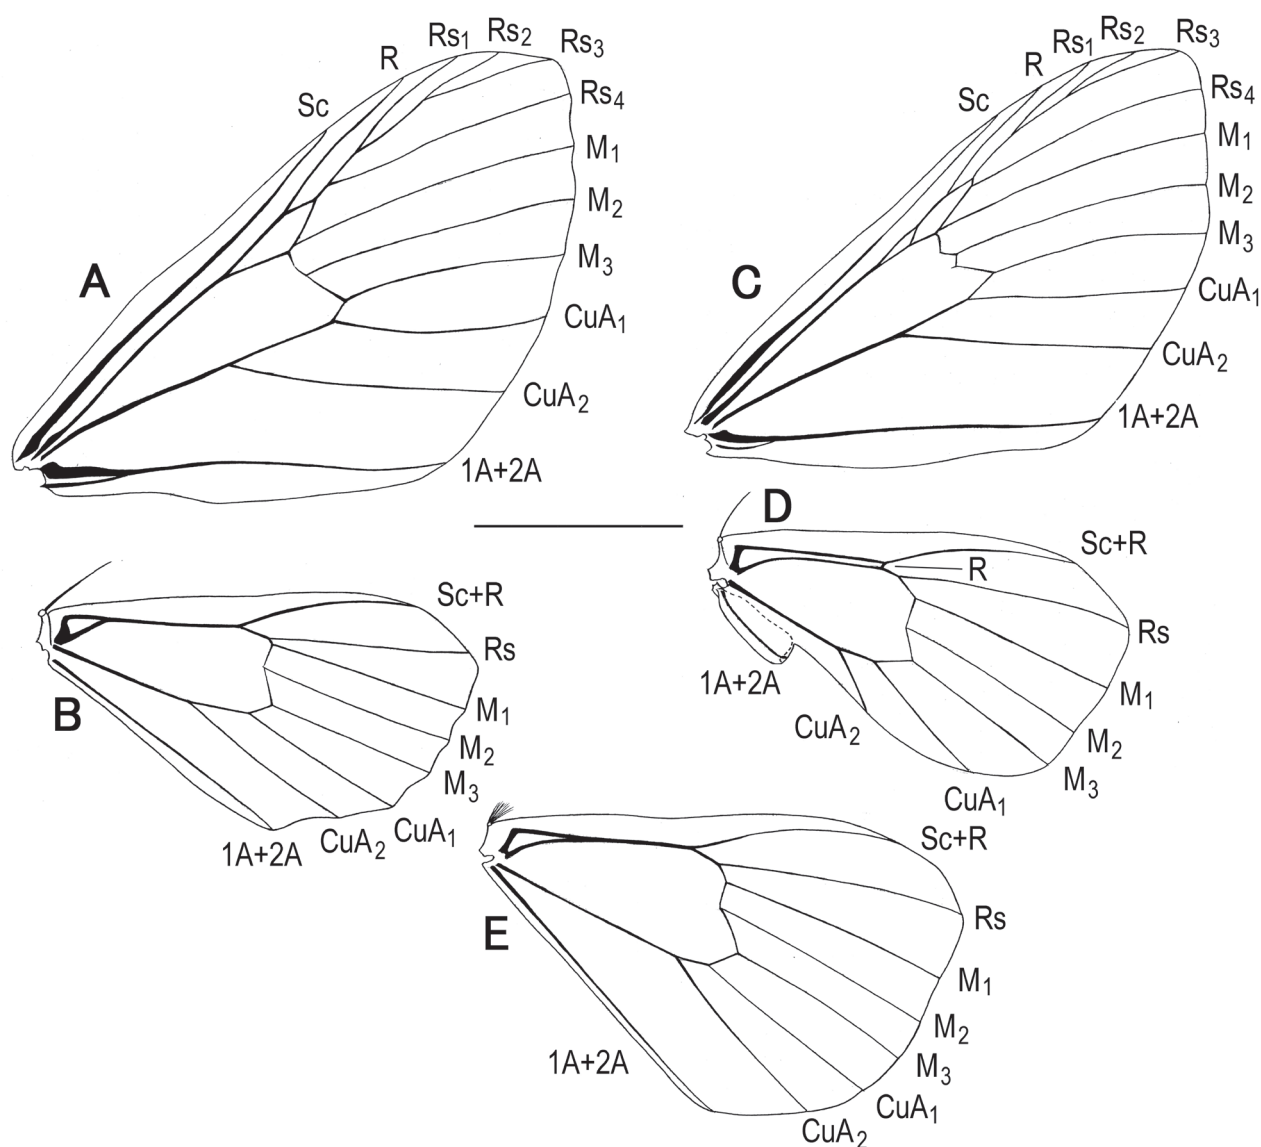 A
Sc
R
Rs1
Rs2
Rs3
Rs4
M1
M2
M3
CuA1
CuA2
1A+2A
C
Sc
R
Rs1
Rs2
Rs3
Rs4
M1
M2
M3
CuA1
CuA2
1A+2A
B
Sc+R
Rs
M1
M2
M3
CuA1
CuA2
1A+2A
D
Sc+R
R
Rs
M1
M2
M3
CuA1
CuA2
1A+2A
E
Sc+R
Rs
M1
M2
M3
CuA1
CuA2
1A+2A